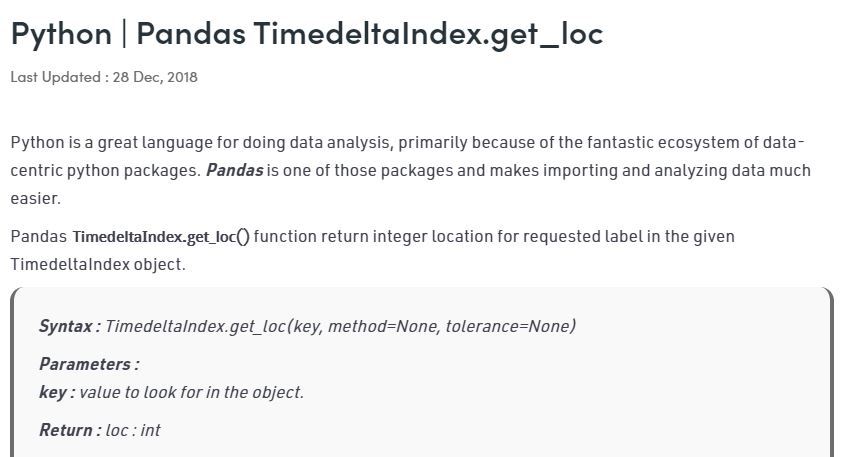 Python | Pandas TimedeltaIndex.get_loc
Last Updated : 28 Dec, 2018
Python is a great language for doing data analysis, primarily because of the fantastic ecosystem of data-
centric python packages. Pandas is one of those packages and makes importing and analyzing data much
easier.
Pandas TimedeltaIndex.get_loc() function return integer location for requested label in the given
TimedeltaIndex object.
Syntax : TimedeltaIndex.get_loc(key, method=None, tolerance=None)
Parameters :
key : value to look for in the object.
Return : loc : int